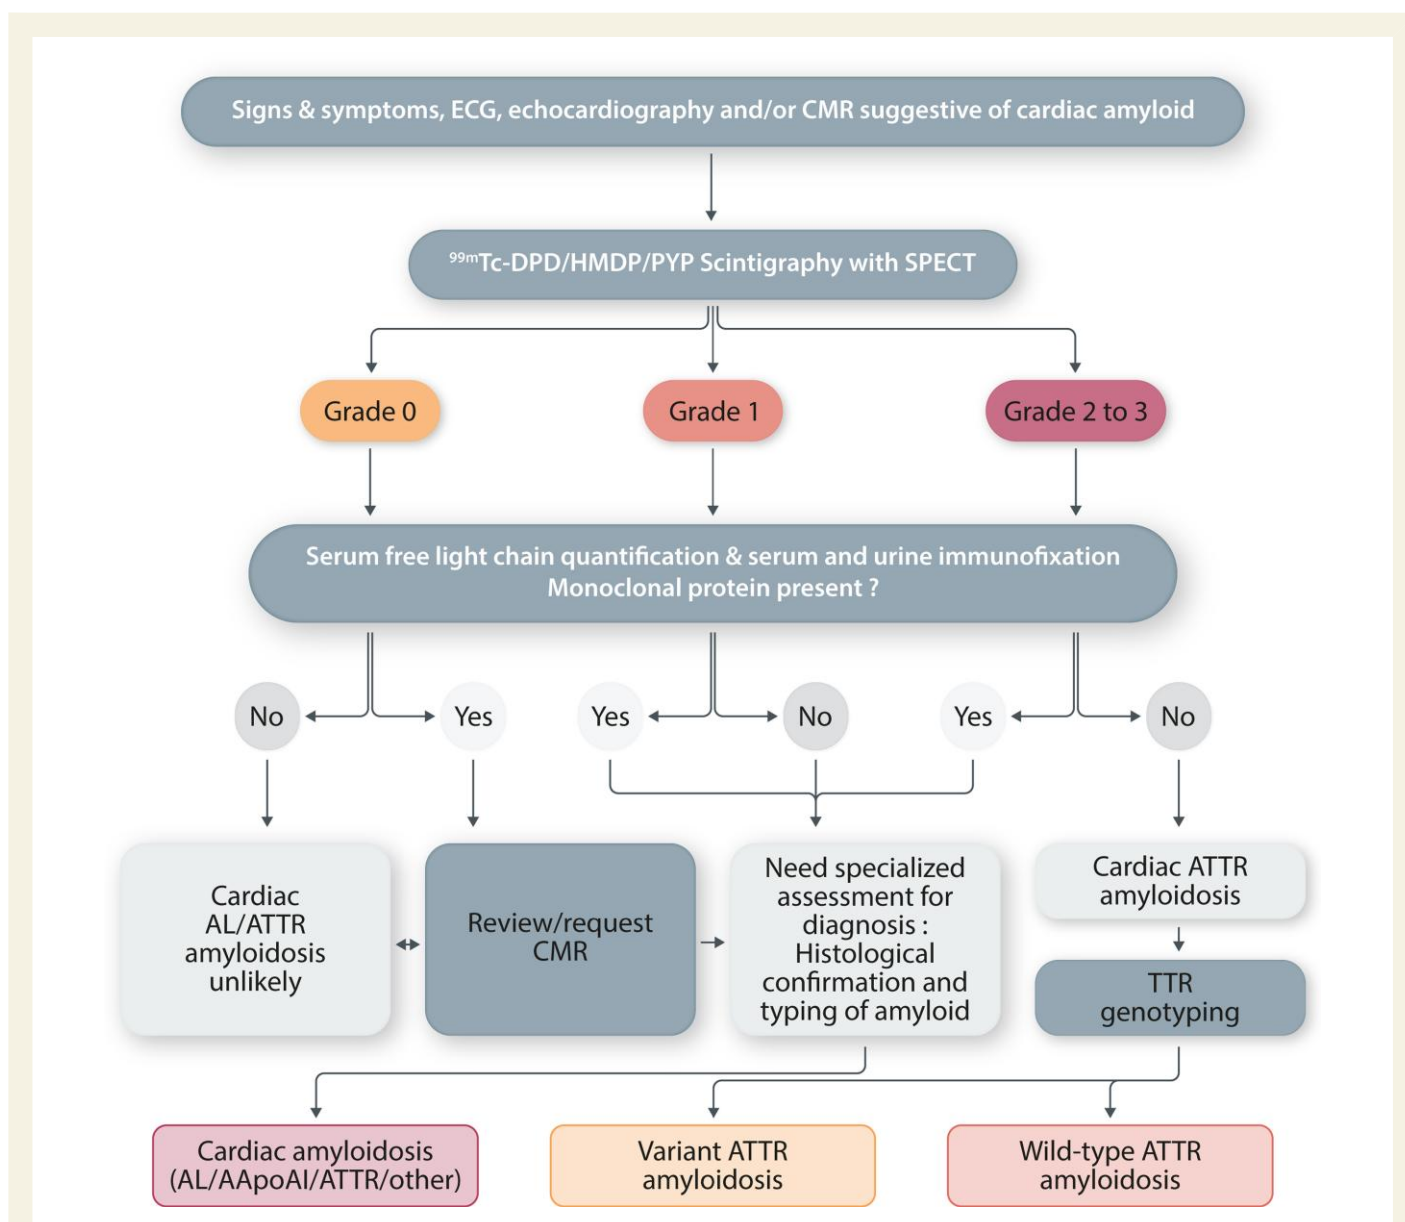 Signs & symptoms, ECG, echocardiography and/or CMR suggestive of cardiac amyloid
99mTc-DPD/HMDP/PYP Scintigraphy with SPECT
Grade 0
Grade 1
Grade 2 to 3
Serum free light chain quantification & serum and urine immunofixation
Monoclonal protein present ?
No
Yes
Yes
No
Yes
No
Cardiac
AL/ATTR
amyloidosis
unlikely
Review/request
CMR
Need specialized
assessment for
diagnosis :
Histological
confirmation and
typing of amyloid
Cardiac ATTR
amyloidosis
TTR
genotyping
Cardiac amyloidosis
(AL/AApoAI/ATTR/other)
Variant ATTR
amyloidosis
Wild-type ATTR
amyloidosis